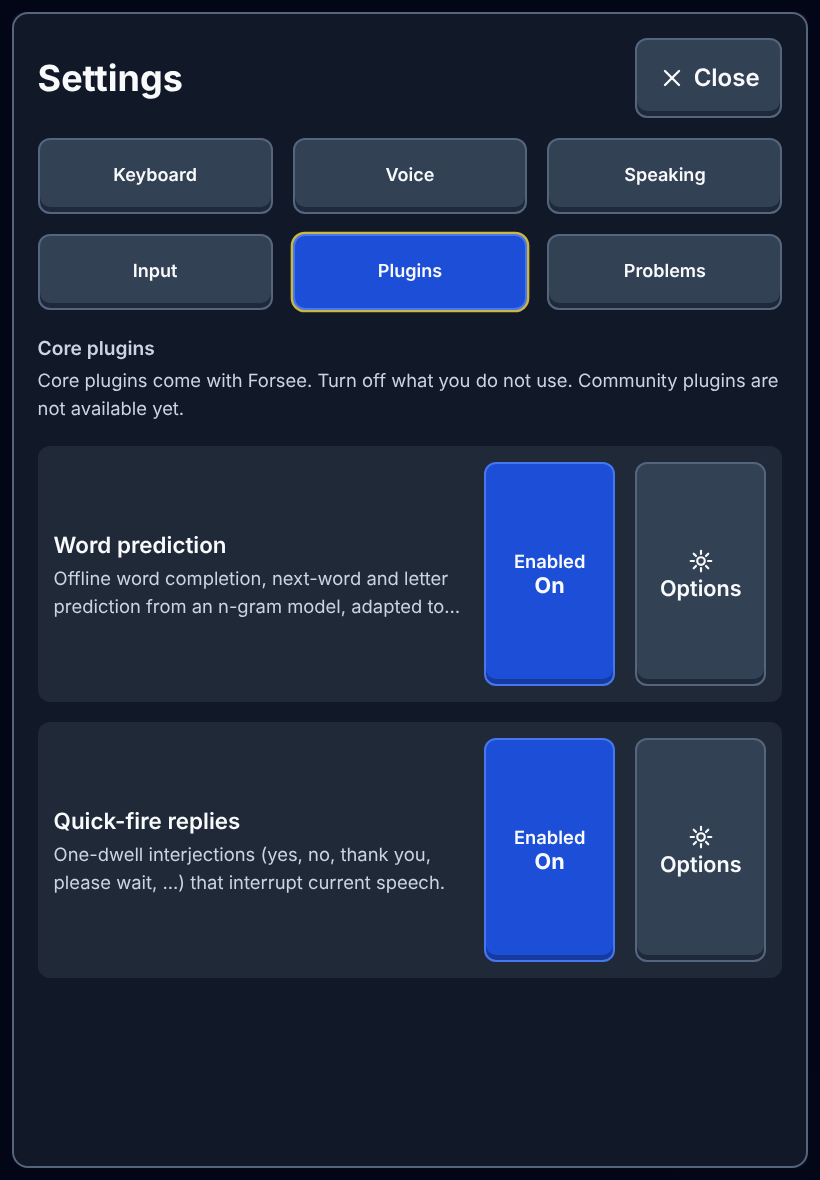 Settings
Close
Keyboard
Voice
Speaking
Input
Plugins
Problems
Core plugins
Core plugins come with Forsee. Turn off what you do not use. Community plugins are
not available yet.
Word prediction
Offline word completion, next-word and letter
prediction from an n-gram model, adapted to...
Enabled
On
Options
Quick-fire replies
One-dwell interjections (yes, no, thank you,
please wait, ...) that interrupt current speech.
Enabled
On
Options